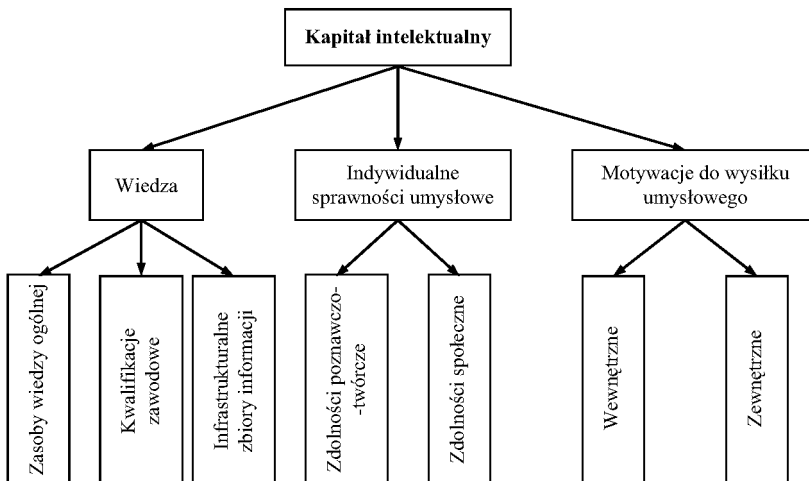 Kapitał intelektualny
Wiedza
Indywidualne
sprawności umysłowe
Motywacje do wysiłku
umysłowego
Zasoby wiedzy ogólnej
Kwalifikacje
zawodowe
Infrastrukturalne
zbiory informacji
Zdolności poznawczo-
-twórcze
Zdolności społeczne
Wewnętrzne
Zewnętrzne